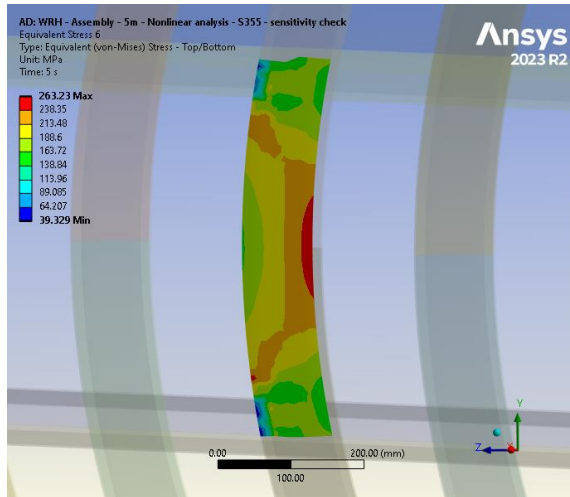 AD: WRH - Assembly - 5m - Nonlinear analysis - S355 - sensitivity check
Equivalent Stress 6
Type: Equivalent (von-Mises) Stress - Top/Bottom
Unit: MPa
Time: 5 s
Ansys
2023 R2
263.23 Max
238.35
213.48
188.6
163.72
138.84
113.96
89.085
64.207
39.329 Min
0.00
200.00 (mm)
100.00
Y
Z
X